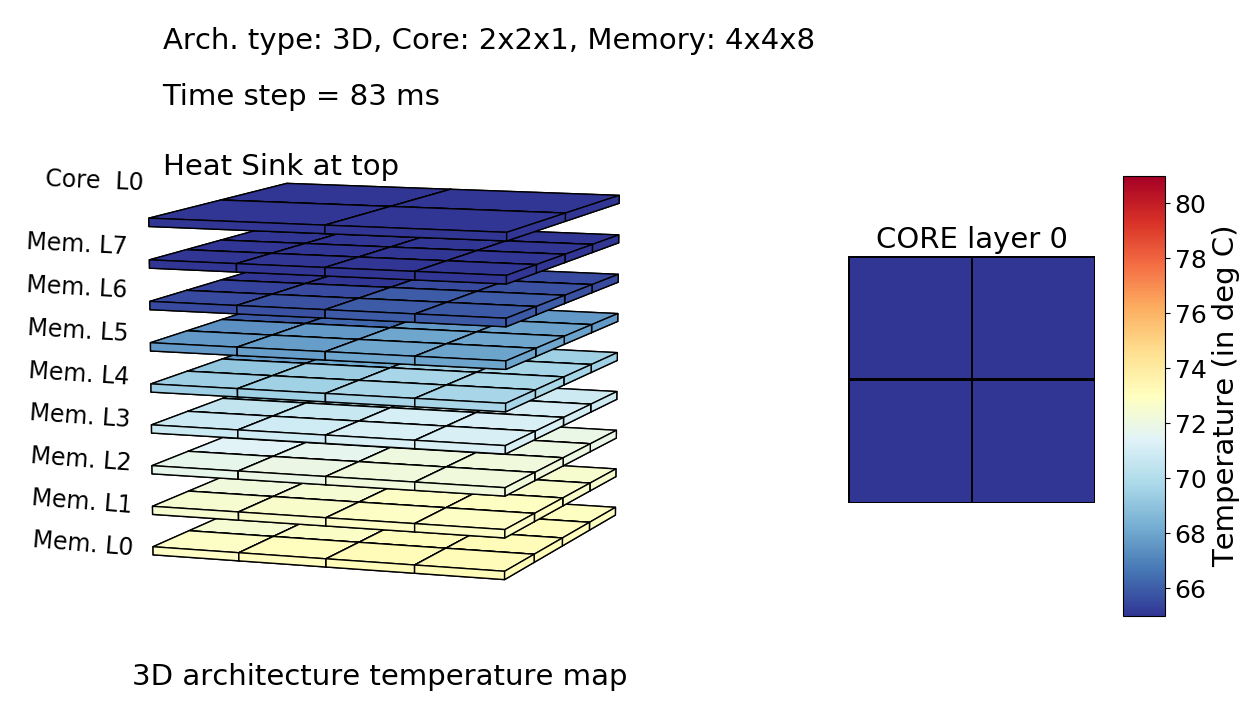 Arch. type: 3D, Core: 2x2x1, Memory: 4x4x8
Time step = 83 ms
Heat Sink at top
Core  L0
Mem. L7
Mem. L6
Mem. L5
Mem. L4
Mem. L3
Mem. L2
Mem. L1
Mem. L0
3D architecture temperature map
CORE layer 0
80
78
76
74
72
70
68
66
Temperature (in deg C)